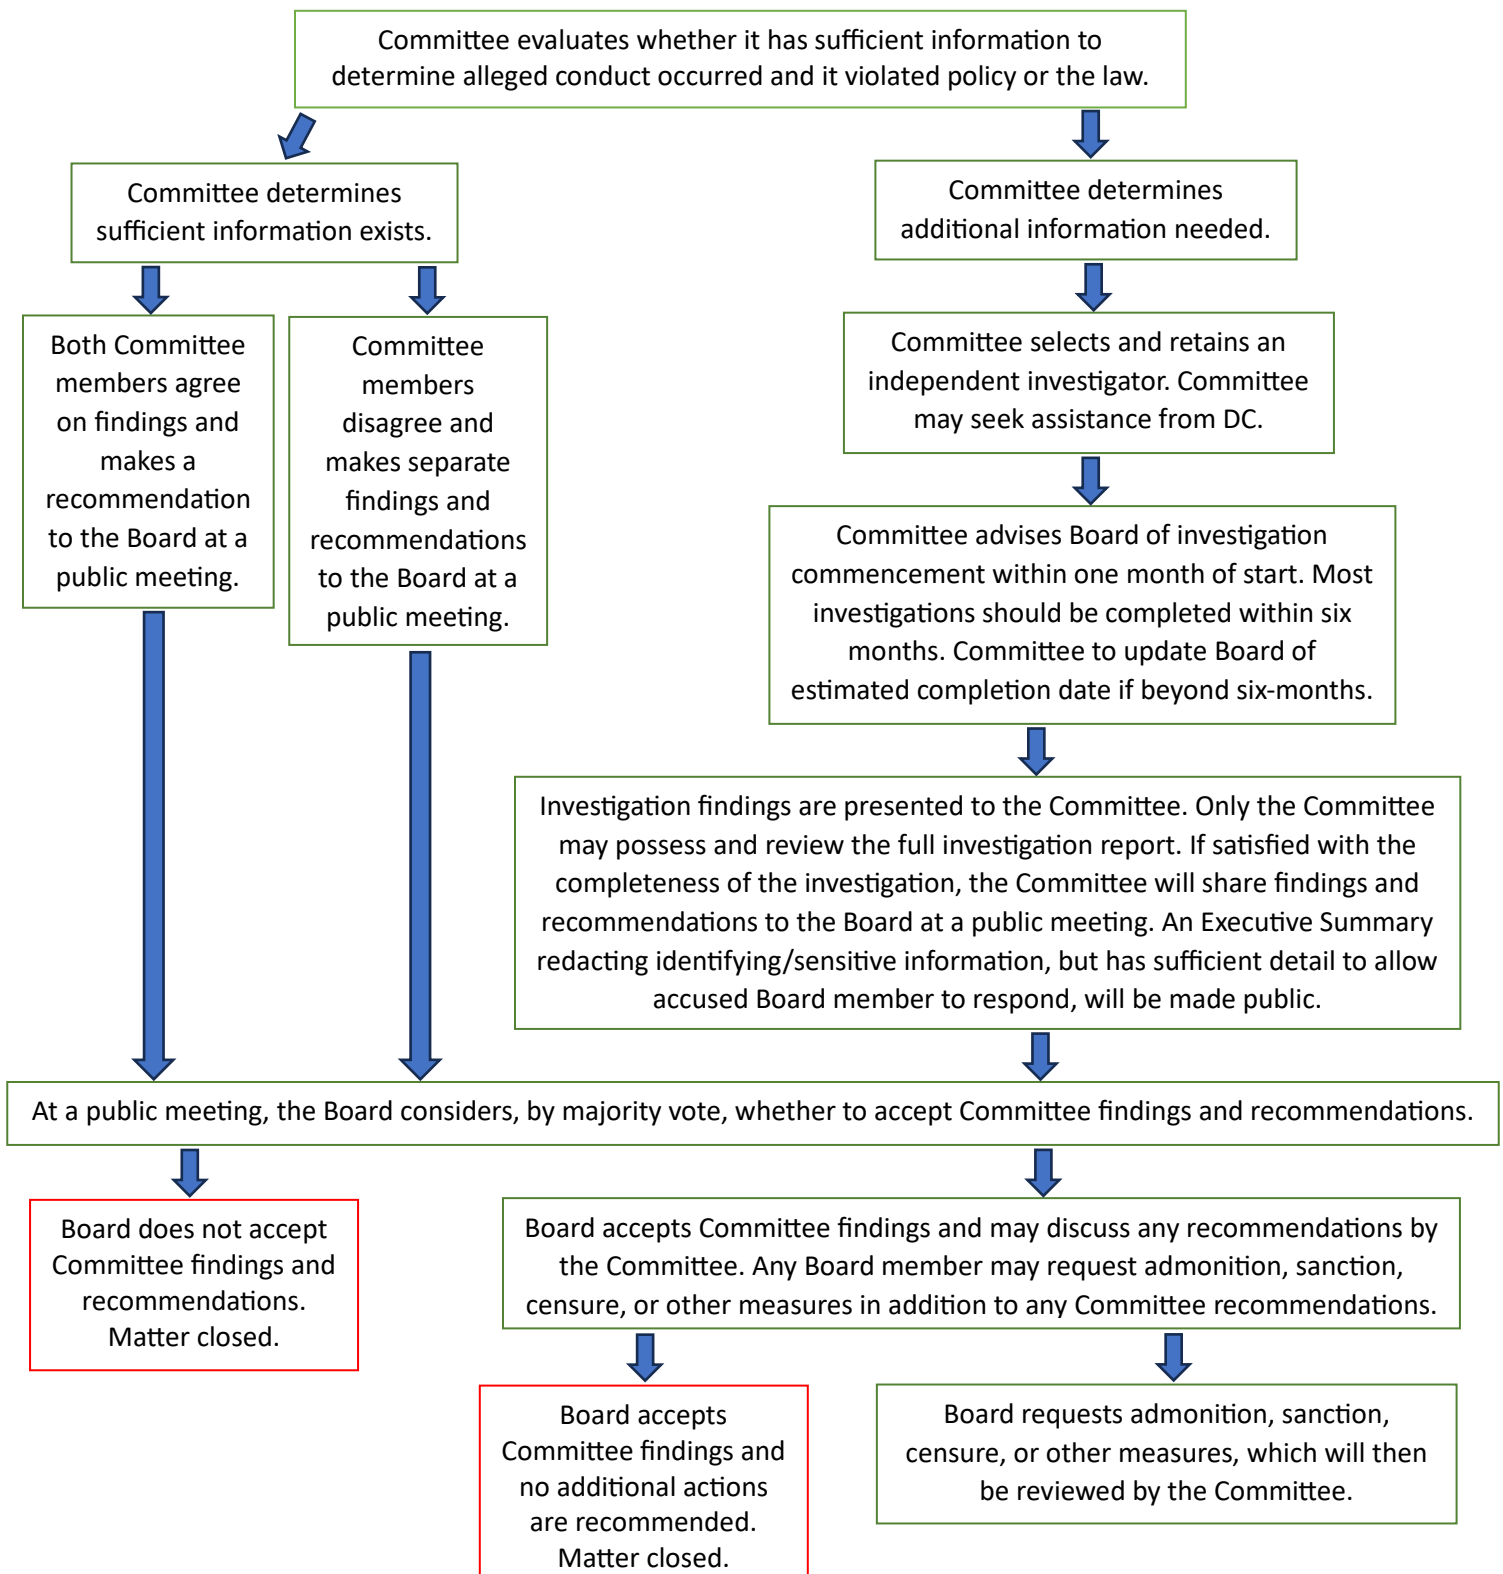 Committee evaluates whether it has sufficient information to
determine alleged conduct occurred and it violated policy or the law.
Committee determines
sufficient information exists.
Committee determines
additional information needed.
Both Committee
members agree
on findings and
makes a
recommendation
to the Board at a
public meeting.
Committee
members
disagree and
makes separate
findings and
recommendations
to the Board at a
public meeting.
Committee selects and retains an
independent investigator. Committee
may seek assistance from DC.
Committee advises Board of investigation
commencement within one month of start. Most
investigations should be completed within six
months. Committee to update Board of
estimated completion date if beyond six-months.
Investigation findings are presented to the Committee. Only the Committee
may possess and review the full investigation report. If satisfied with the
completeness of the investigation, the Committee will share findings and
recommendations to the Board at a public meeting. An Executive Summary
redacting identifying/sensitive information, but has sufficient detail to allow
accused Board member to respond, will be made public.
At a public meeting, the Board considers, by majority vote, whether to accept Committee findings and recommendations.
Board does not accept
Committee findings and
recommendations.
Matter closed.
Board accepts Committee findings and may discuss any recommendations by
the Committee. Any Board member may request admonition, sanction,
censure, or other measures in addition to any Committee recommendations.
Board accepts
Committee findings and
no additional actions
are recommended.
Matter closed.
Board requests admonition, sanction,
censure, or other measures, which will then
be reviewed by the Committee.